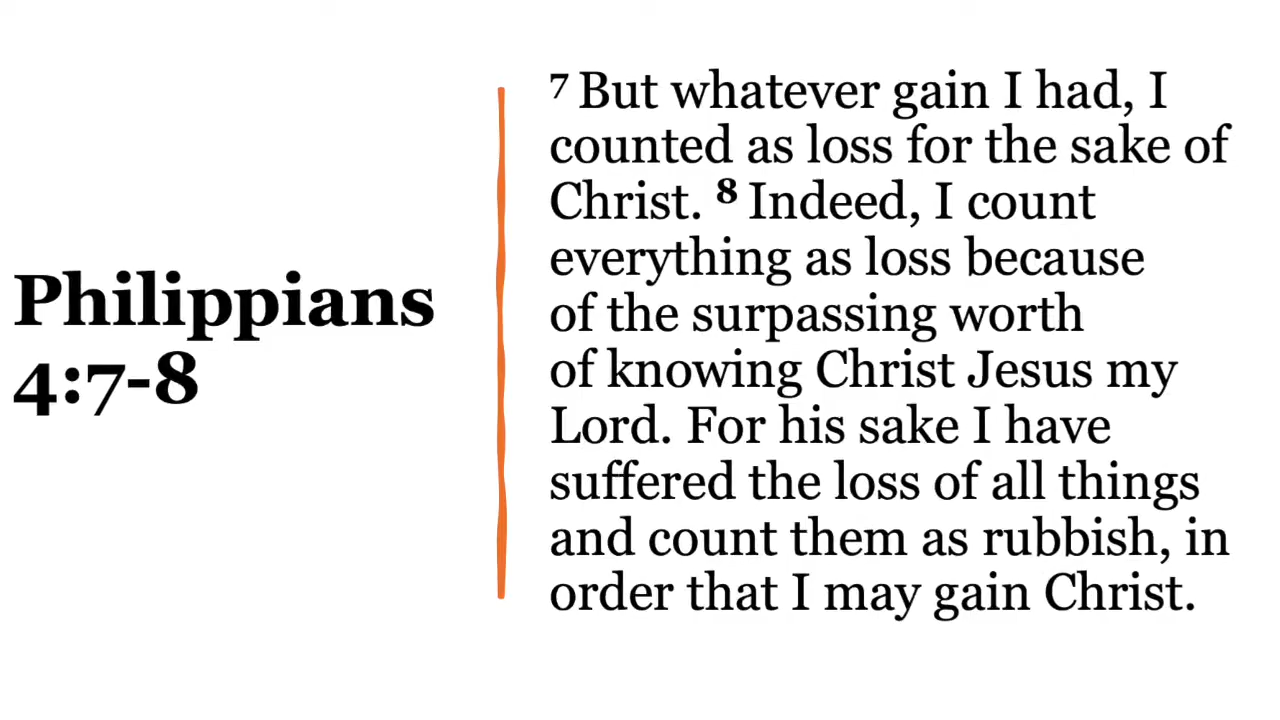 Philippians
4:7-8
7 But whatever gain I had, I
counted as loss for the sake of
Christ. 8 Indeed, I count
everything as loss because
of the surpassing worth
of knowing Christ Jesus my
Lord. For his sake I have
suffered the loss of all things
and count them as rubbish, in
order that I may gain Christ.